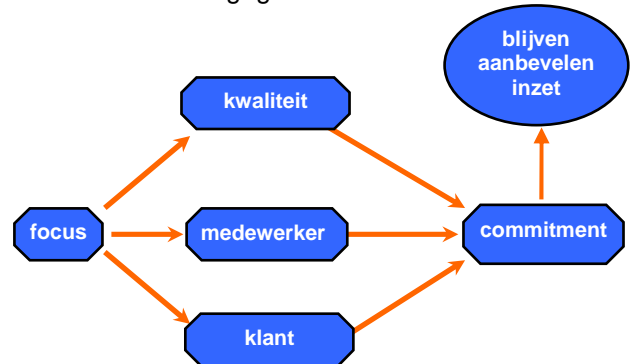 blijven
aanbevelen
inzet
kwaliteit
focus
medewerker
commitment
klant